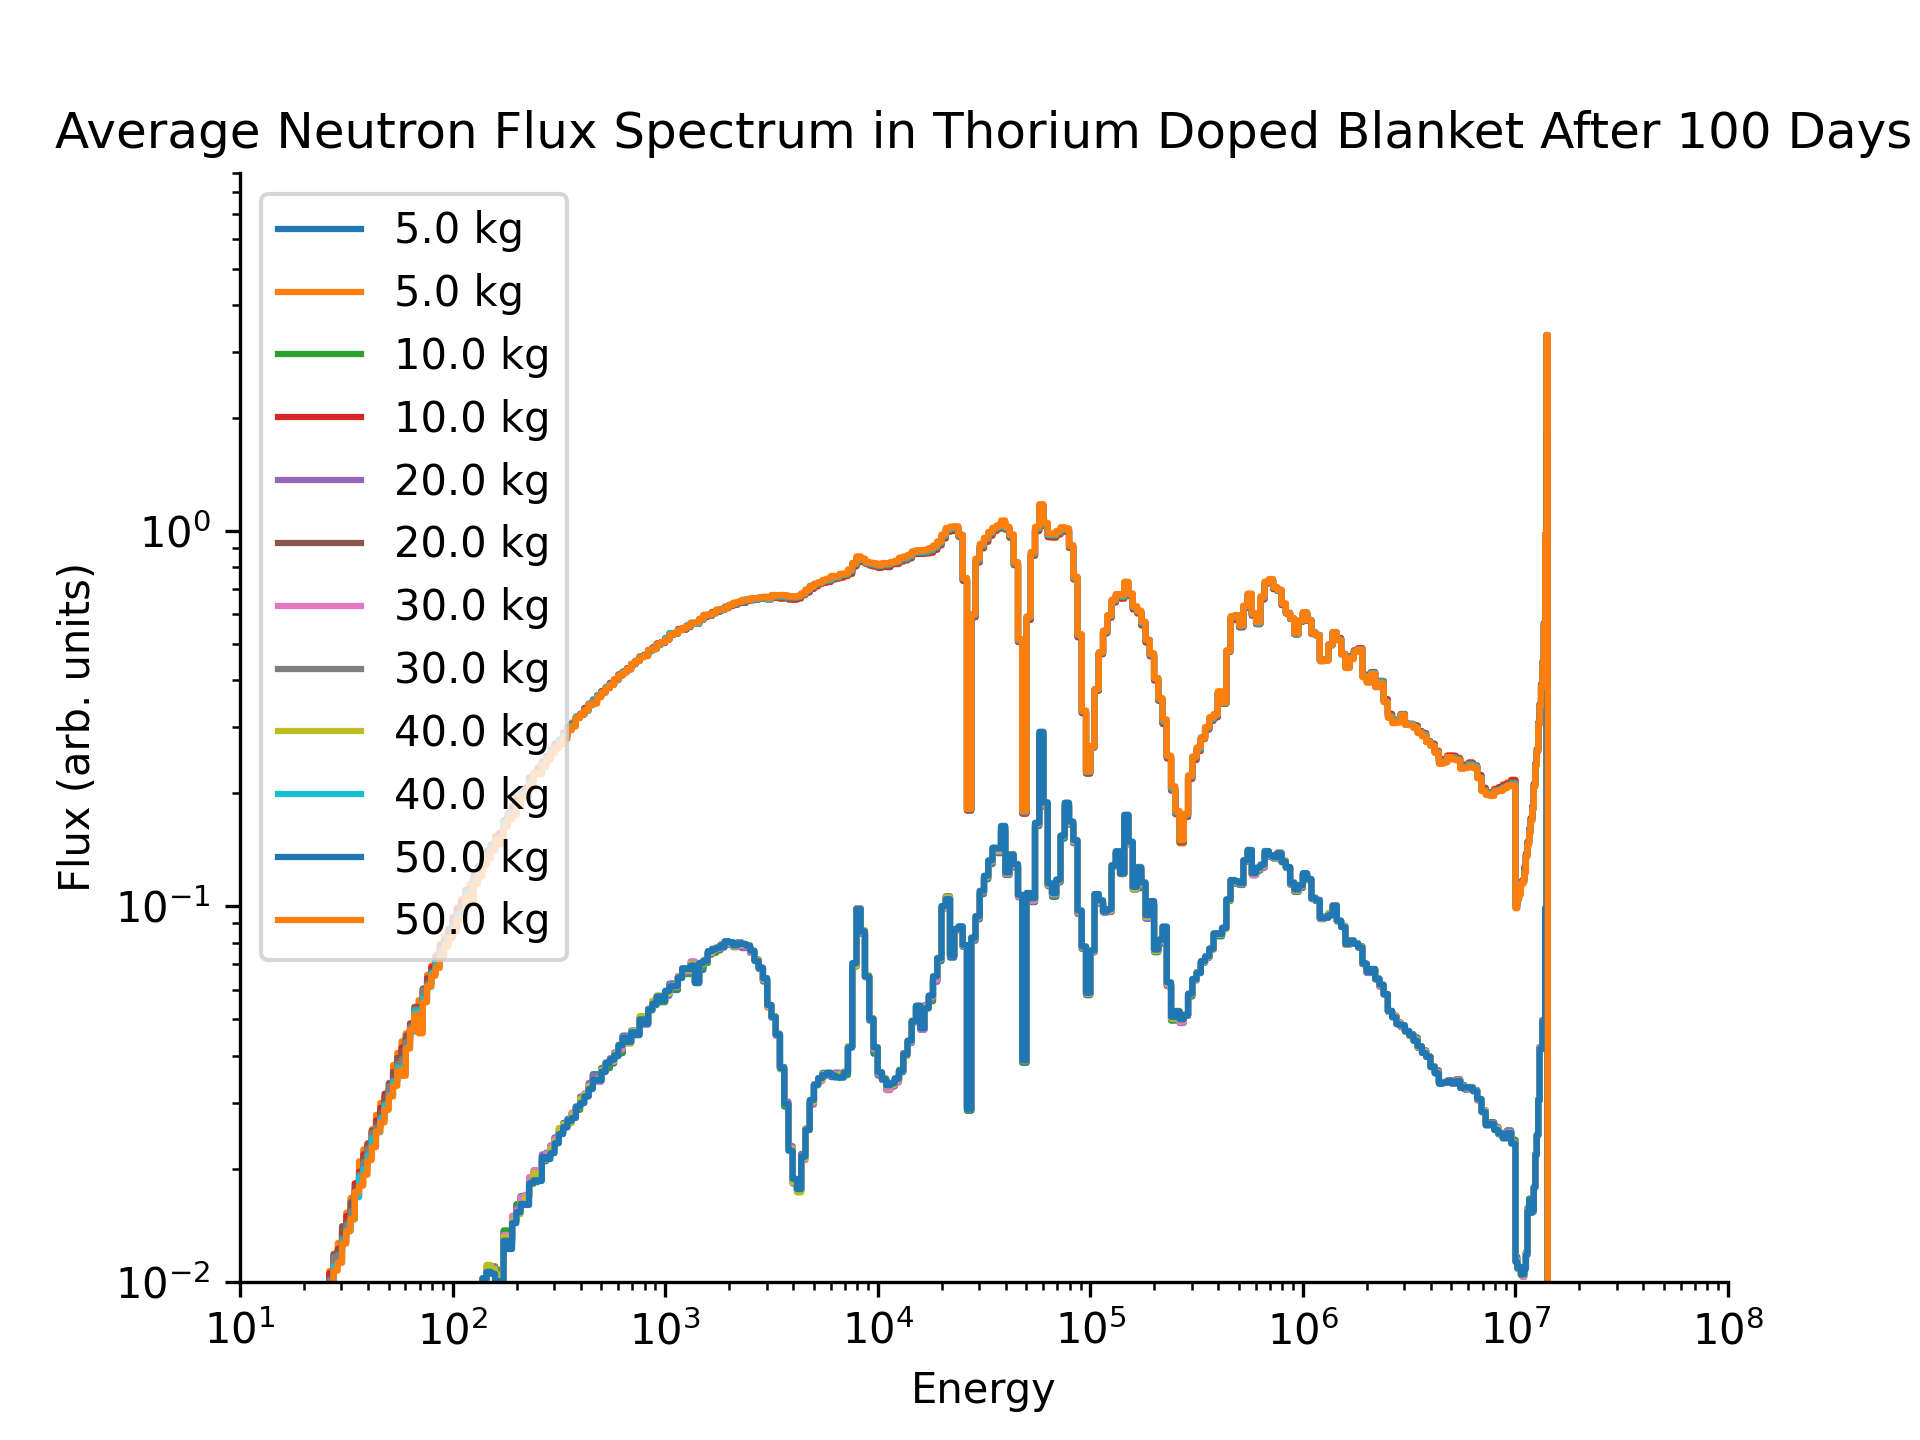 Average Neutron Flux Spectrum in Thorium Doped Blanket After 100 Days
5.0 kg
5.0 kg
10.0 kg
10.0 kg
20.0 kg
20.0 kg
30.0 kg
30.0 kg
40.0 kg
40.0 kg
50.0 kg
50.0 kg
Flux (arb. units)
10⁰
10⁻¹
10⁻²
10¹ 10² 10³ 10⁴ 10⁵ 10⁶ 10⁷ 10⁸
Energy